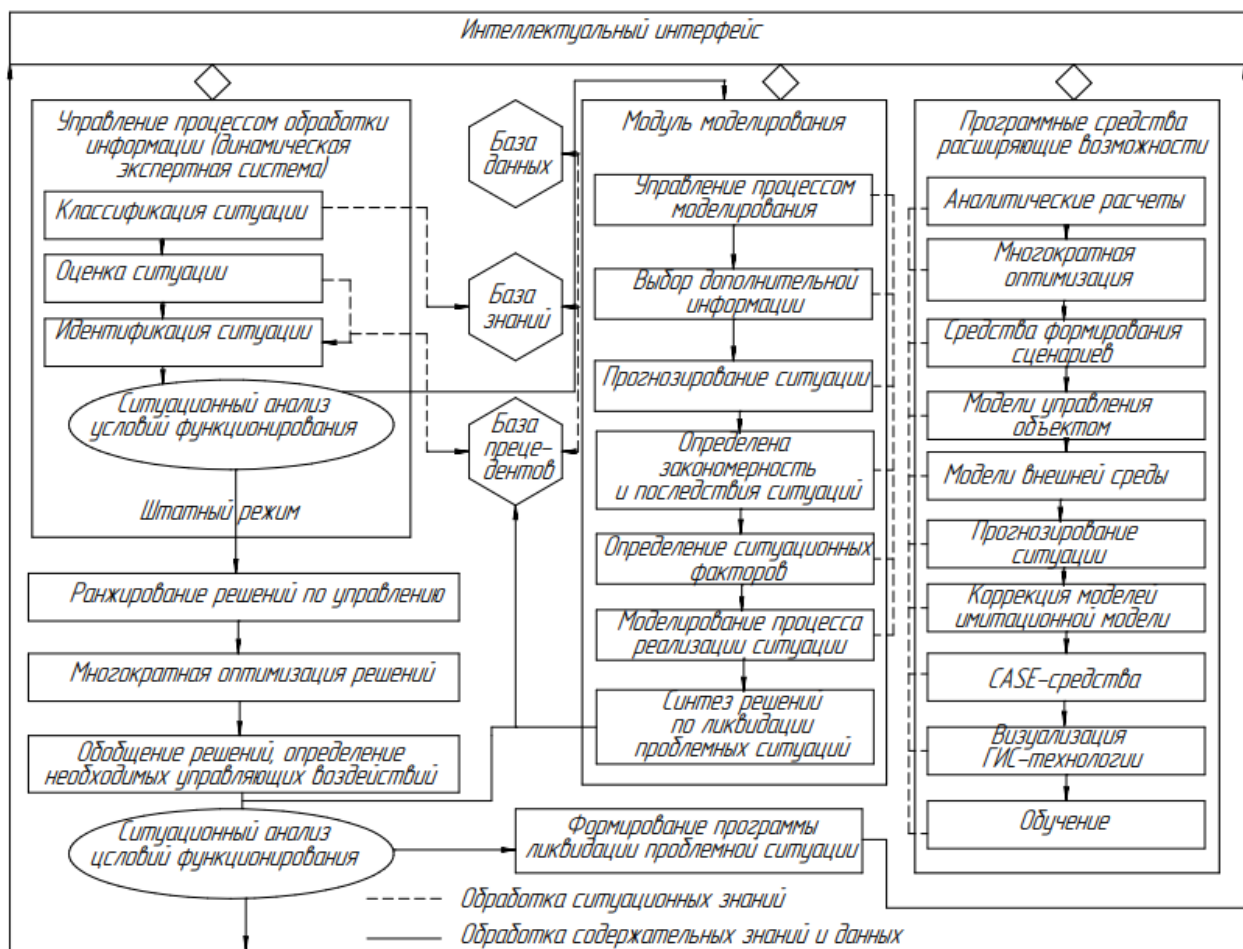 Интеллектуальный интерфейс
Управление процессом обработки
информации (динамическая
экспертная система)
Классификация ситуации
Оценка ситуации
Идентификация ситуации
Ситуационный анализ
условий функционирования
Штатный режим
Ранжирование решений по управлению
Многократная оптимизация решений
Обобщение решений, определение
необходимых управляющих воздействий
Ситуационный анализ
цсловий функционирования
База
данных
База
знаний
База
преце-
дентов
Модуль моделирования
Управление процессом
моделирования
Выбор дополнительной
информации
Прогнозирование ситуации
Определена
закономерность
и последствия ситуаций
Определение ситуационных
факторов
Моделирование процесса
реализации ситуации
Синтез решений
по ликвидации
проблемных ситуаций
Формирование программы
ликвидации проблемной ситуации
Программные средства
расширяющие возможности
Аналитические расчеты
Многократная
оптимизация
Средства формирования
сценариев
Модели управления
объектом
Модели внешней среды
Прогнозирование
ситуации
Коррекция моделей
имитационной модели
CASE-средства
Визуализация
ГИС-технологии
Обучение
Обработка ситуационных знаний
Обработка содержательных знаний и данных